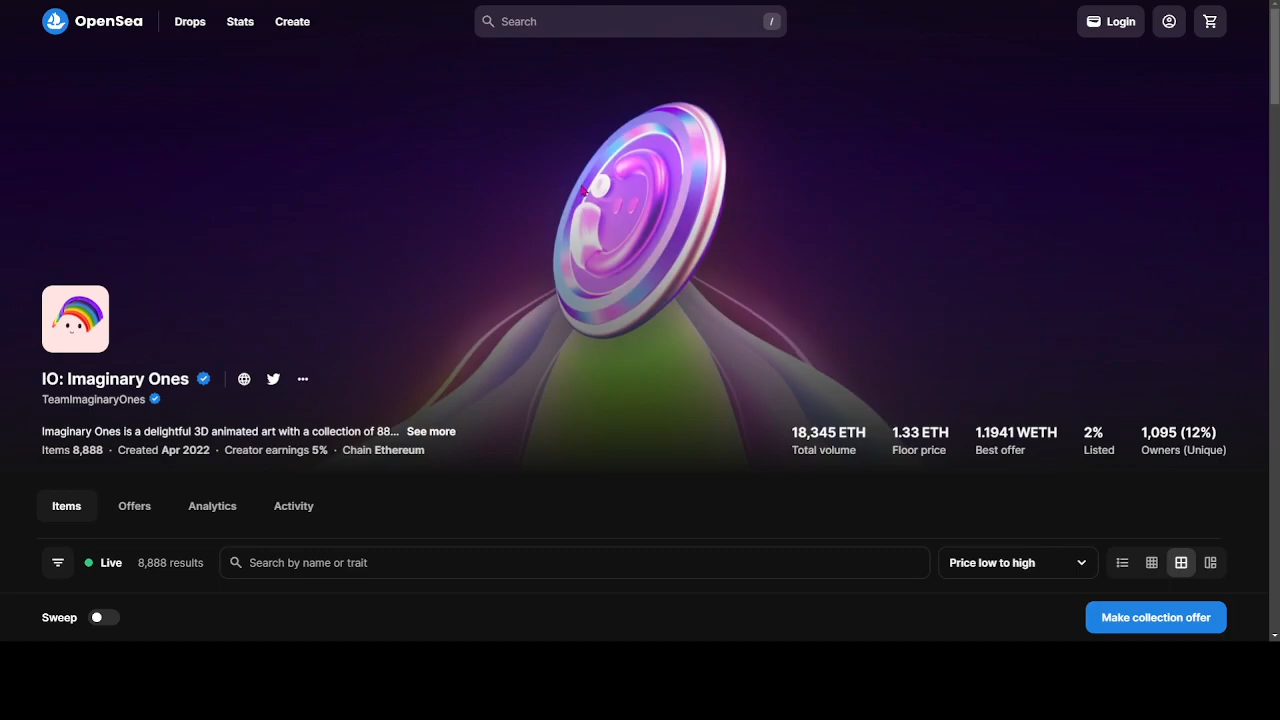 OpenSea Drops Stats Create Search / Login
IO: Imaginary Ones
TeamImaginaryOnes
Imaginary Ones is a delightful 3D animated art with a collection of 88... See more
Items 8,888 · Created Apr 2022 · Creator earnings 5% · Chain Ethereum
18,345 ETH 1.33 ETH 1.1941 WETH 2% 1,095 (12%)
Total volume Floor price Best offer Listed Owners (Unique)
Items Offers Analytics Activity
Live 8,888 results Search by name or trait Price low to high
Sweep Make collection offer